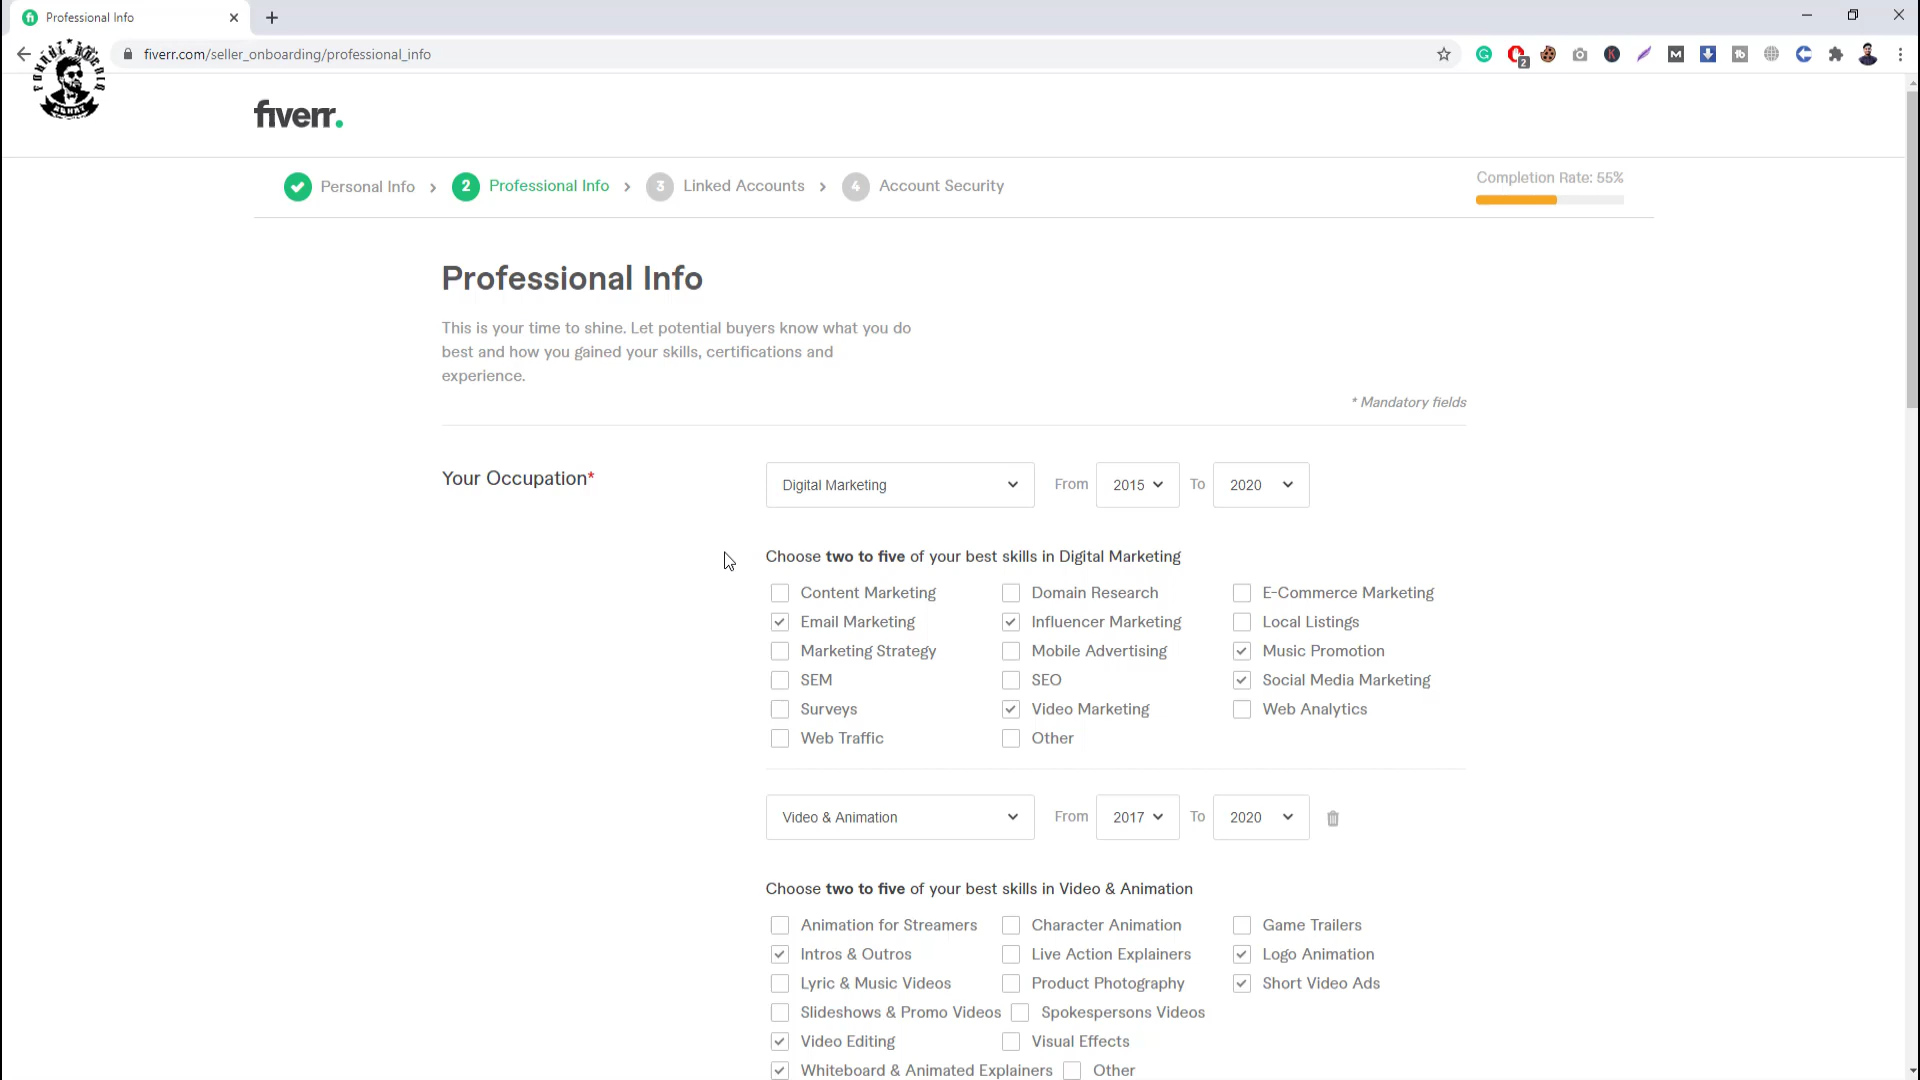 Professional Info
fiverr.com/seller_onboarding/professional_info
2
fiverr.
Personal Info
2 Professional Info
3 Linked Accounts
4 Account Security
Completion Rate: 55%
Professional Info
This is your time to shine. Let potential buyers know what you do
best and how you gained your skills, certifications and
experience.
* Mandatory fields
Your Occupation*
Digital Marketing From 2015 To 2020
Choose two to five of your best skills in Digital Marketing
Content Marketing Domain Research E-Commerce Marketing
Email Marketing Influencer Marketing Local Listings
Marketing Strategy Mobile Advertising Music Promotion
SEM SEO Social Media Marketing
Surveys Video Marketing Web Analytics
Web Traffic Other
Video & Animation From 2017 To 2020
Choose two to five of your best skills in Video & Animation
Animation for Streamers Character Animation Game Trailers
Intros & Outros Live Action Explainers Logo Animation
Lyric & Music Videos Product Photography Short Video Ads
Slideshows & Promo Videos Spokespersons Videos
Video Editing Visual Effects
Whiteboard & Animated Explainers Other